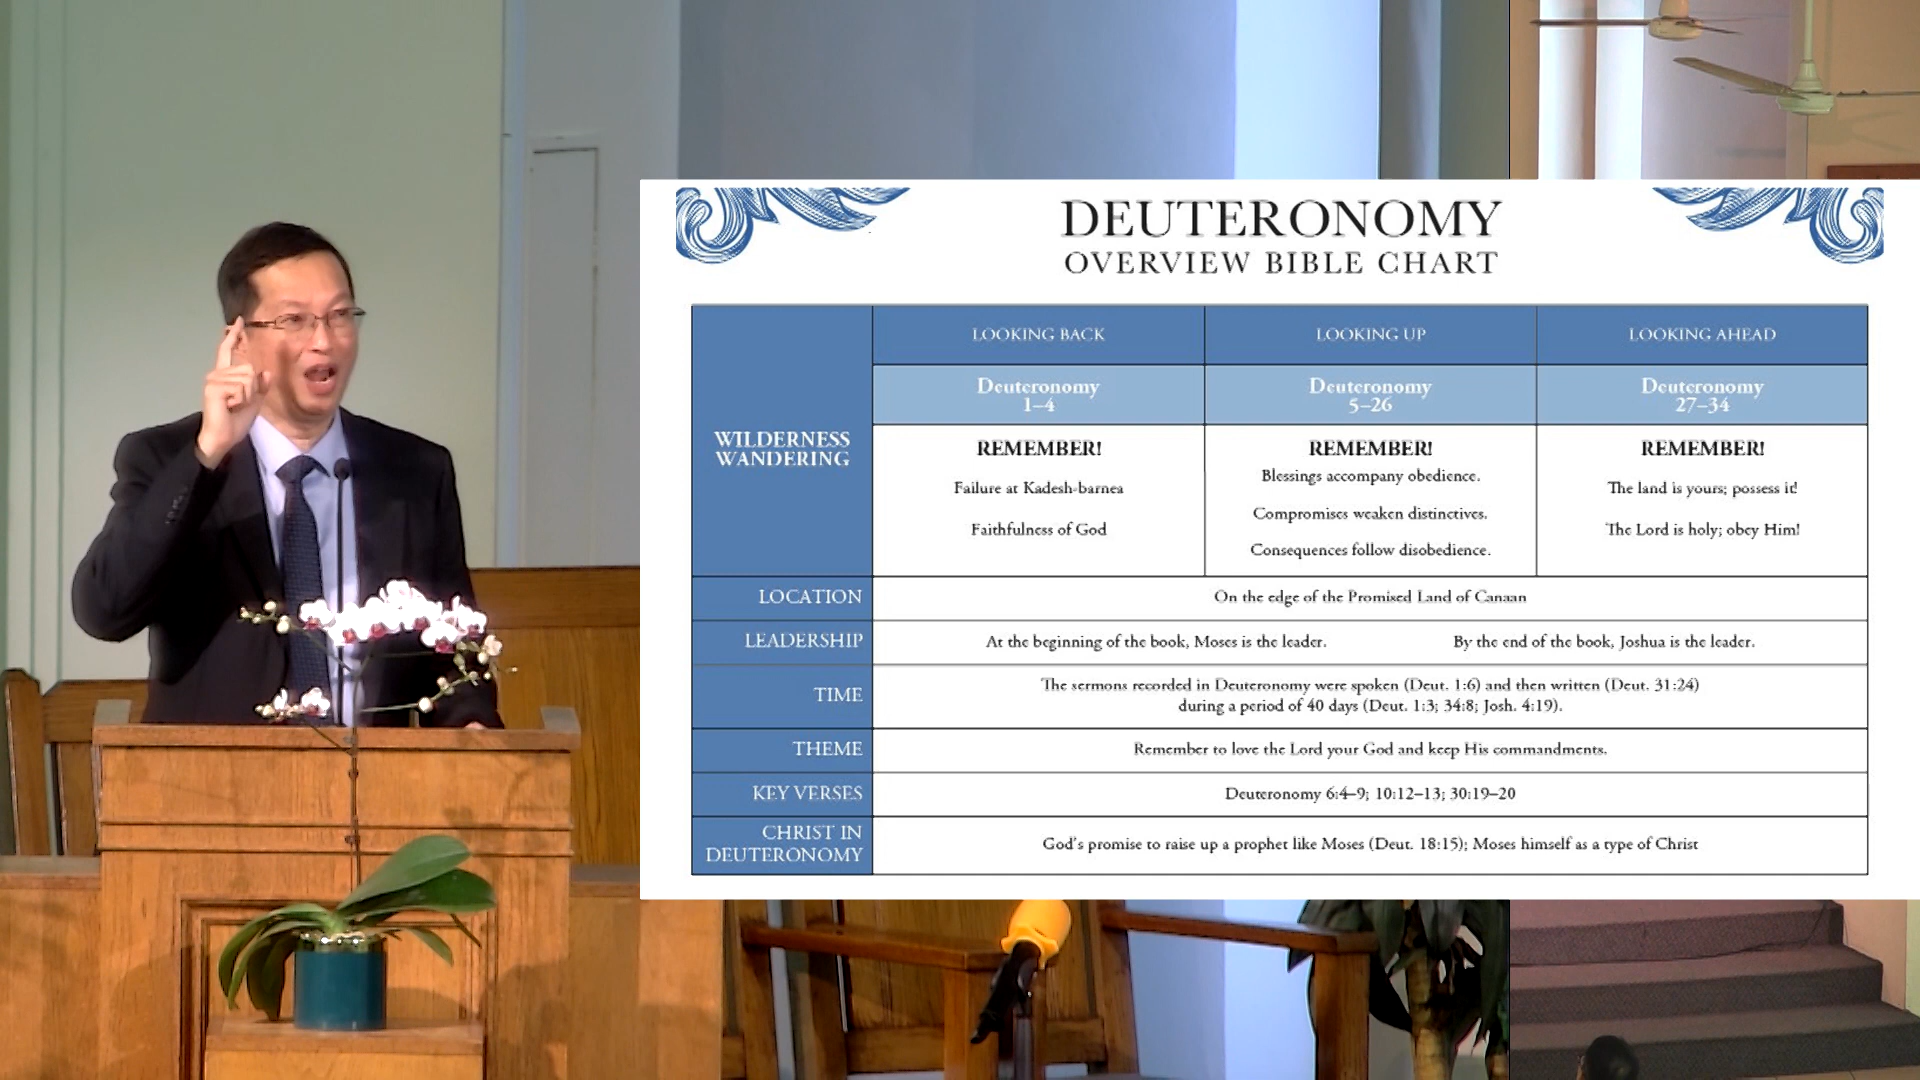 DEUTERONOMY
OVERVIEW BIBLE CHART
WILDERNESS
WANDERING
LOOKING BACK
LOOKING UP
LOOKING AHEAD
Deuteronomy
1–4
Deuteronomy
5–26
Deuteronomy
27–34
REMEMBER!
Failure at Kadesh-barnea
Faithfulness of God
REMEMBER!
Blessings accompany obedience.
Compromises weaken distinctives.
Consequences follow disobedience.
REMEMBER!
The land is yours; possess it!
The Lord is holy; obey Him!
LOCATION
On the edge of the Promised Land of Canaan
LEADERSHIP
At the beginning of the book, Moses is the leader.
By the end of the book, Joshua is the leader.
TIME
The sermons recorded in Deuteronomy were spoken (Deut. 1:6) and then written (Deut. 31:24)
during a period of 40 days (Deut. 1:3; 34:8; Josh. 4:19).
THEME
Remember to love the Lord your God and keep His commandments.
KEY VERSES
Deuteronomy 6:4–9; 10:12–13; 30:19–20
CHRIST IN
DEUTERONOMY
God's promise to raise up a prophet like Moses (Deut. 18:15); Moses himself as a type of Christ